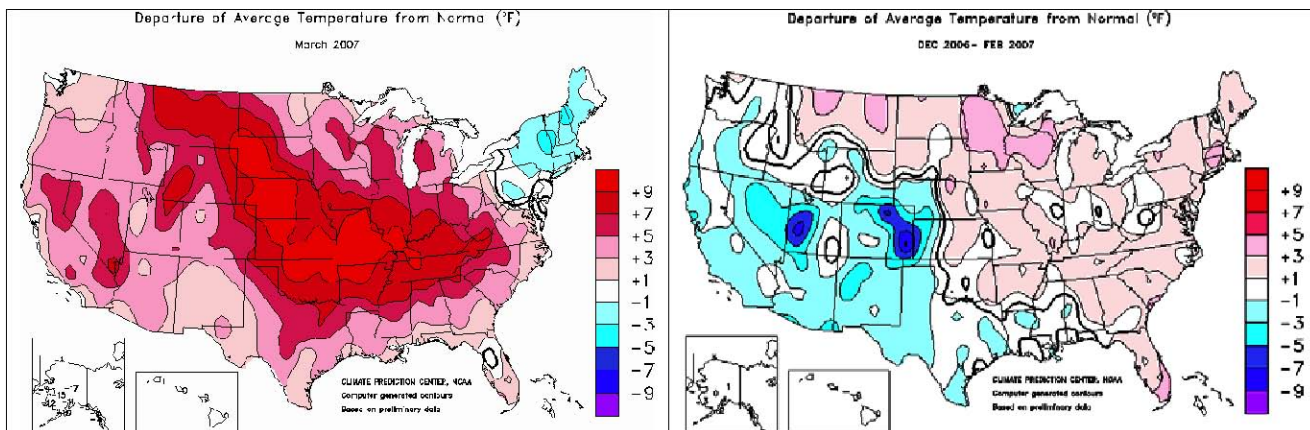 Departure of Average Temperature from Normal (°F)
March 2007
+9
+7
+5
+3
+1
-1
-3
-5
-7
-9
CLIMATE PREDICTION CENTER, NOAA
Computer generated contours
Based on preliminary data
Departure of Average Temperature from Normal (°F)
DEC 2006- FEB 2007
+9
+7
+5
+3
+1
-1
-3
-5
-7
-9
CLIMATE PREDICTION CENTER, NOAA
Computer generated contours
Based on preliminary data